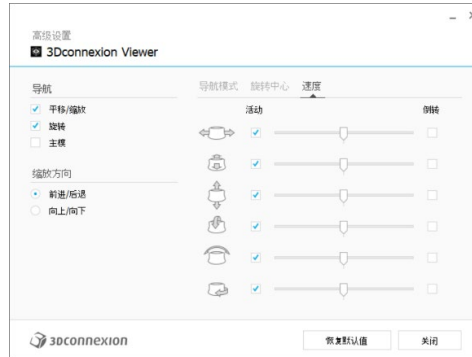 高级设置
3Dconnexion Viewer
导航
平移/缩放
旋转
主模
缩放方向
前进/后退
向上/向下
导航模式 旋转中心 速度
活动 倒转
3Dconnexion
恢复默认值 关闭